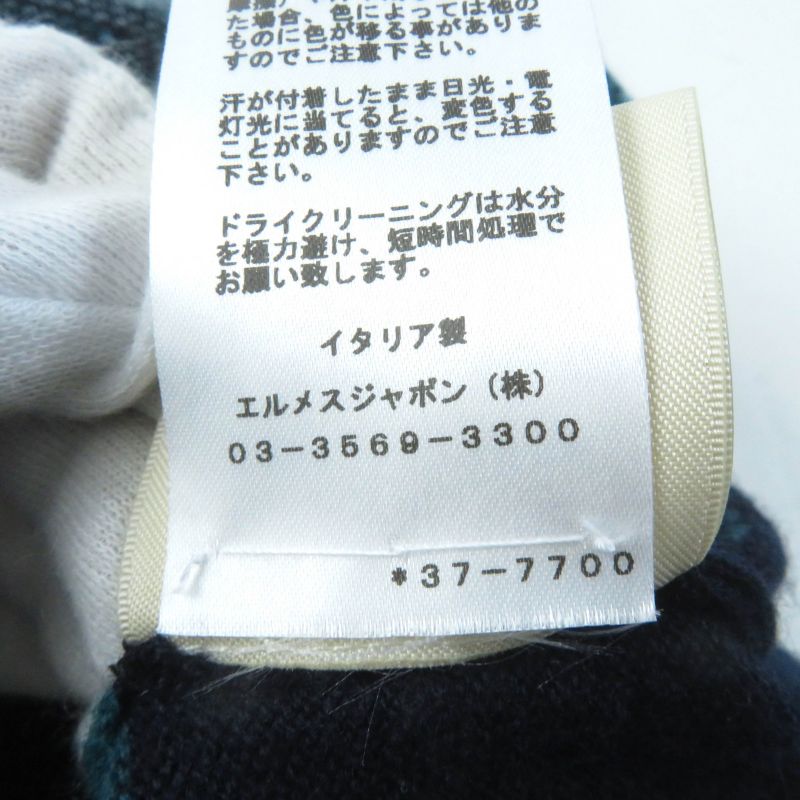 た場合、色によっては他の
ものに色が移る事がありま
すのでご注意下さい。
汗が付着したまま日光・電
灯光に当てると、変色する
ことがありますのでご注意
下さい。
ドライクリーニングは水分
を極力避け、短時間処理で
お願い致します。
イタリア製
エルメスジャポン（株）
03-3569-3300
*37-7700